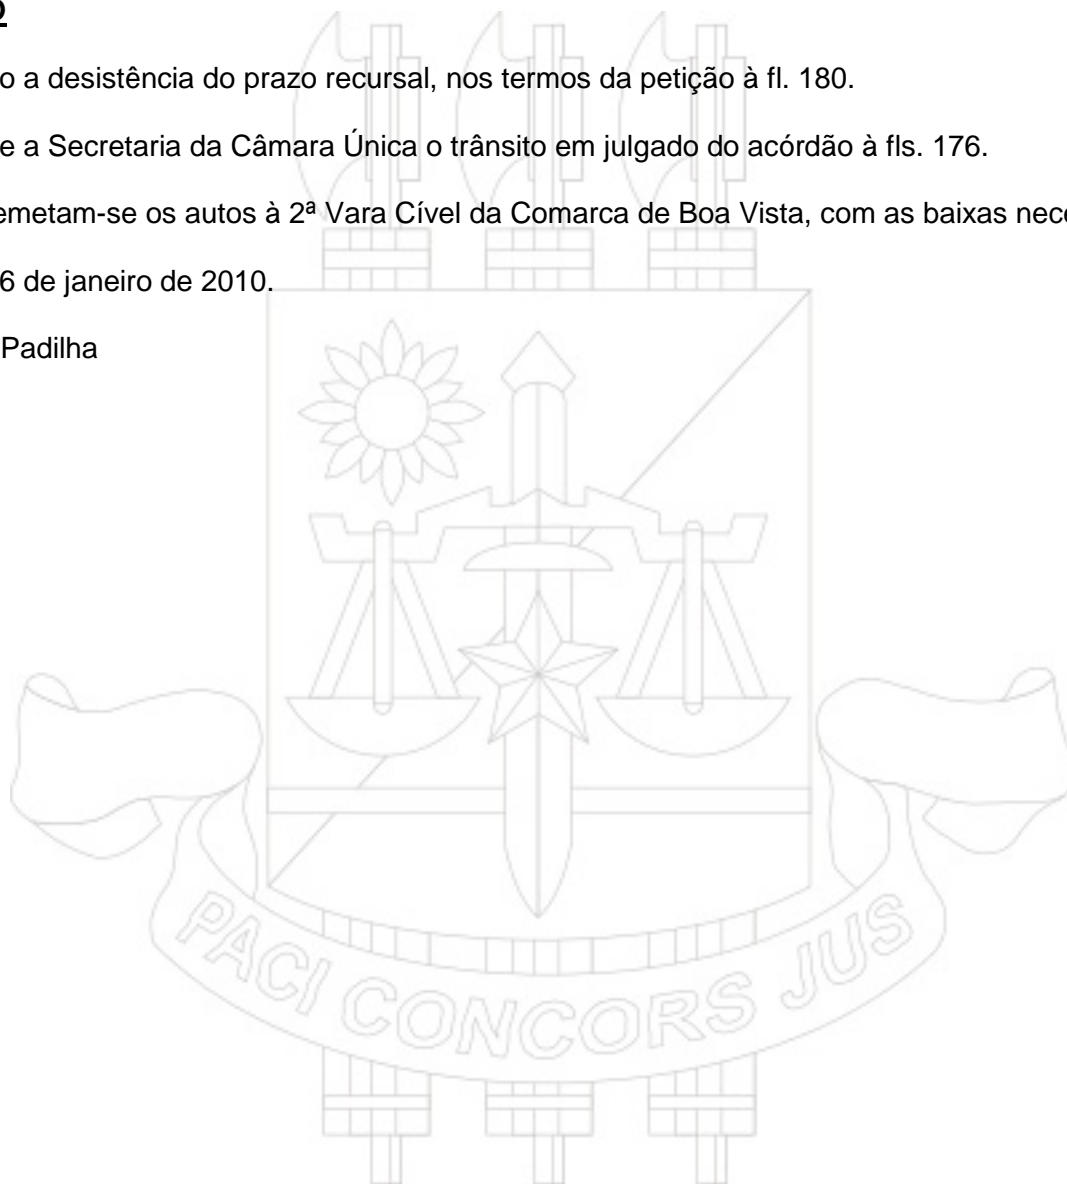 O
o a desistência do prazo recursal, nos termos da petição à fl. 180.
e a Secretaria da Câmara Única o trânsito em julgado do acórdão à fls. 176.
emetam-se os autos à 2ª Vara Cível da Comarca de Boa Vista, com as baixas nece
6 de janeiro de 2010.
Padilha
PACI CONCORS JUS